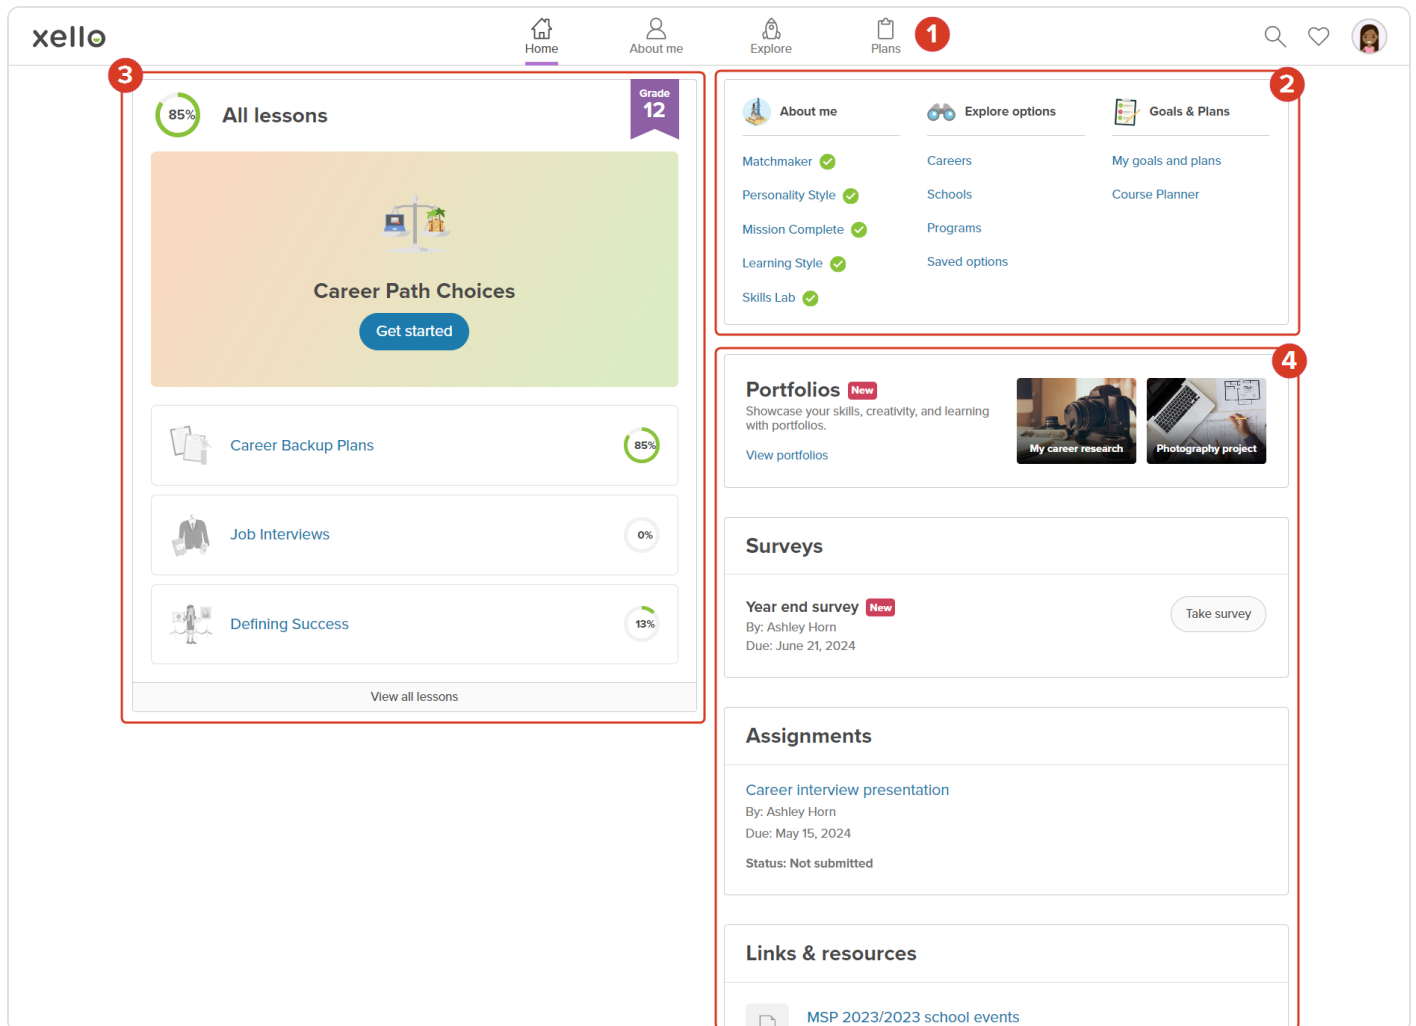 xello
Home
About me
Explore
Plans
1
3
85%
All lessons
Grade
12
Career Path Choices
Get started
Career Backup Plans
85%
Job Interviews
0%
Defining Success
13%
View all lessons
2
About me
Matchmaker
Personality Style
Mission Complete
Learning Style
Skills Lab
Explore options
Careers
Schools
Programs
Saved options
Goals & Plans
My goals and plans
Course Planner
4
Portfolios New
Showcase your skills, creativity, and learning
with portfolios.
View portfolios
My career research
Photography project
Surveys
Year end survey New
By: Ashley Horn
Due: June 21, 2024
Take survey
Assignments
Career interview presentation
By: Ashley Horn
Due: May 15, 2024
Status: Not submitted
Links & resources
MSP 2023/2023 school events